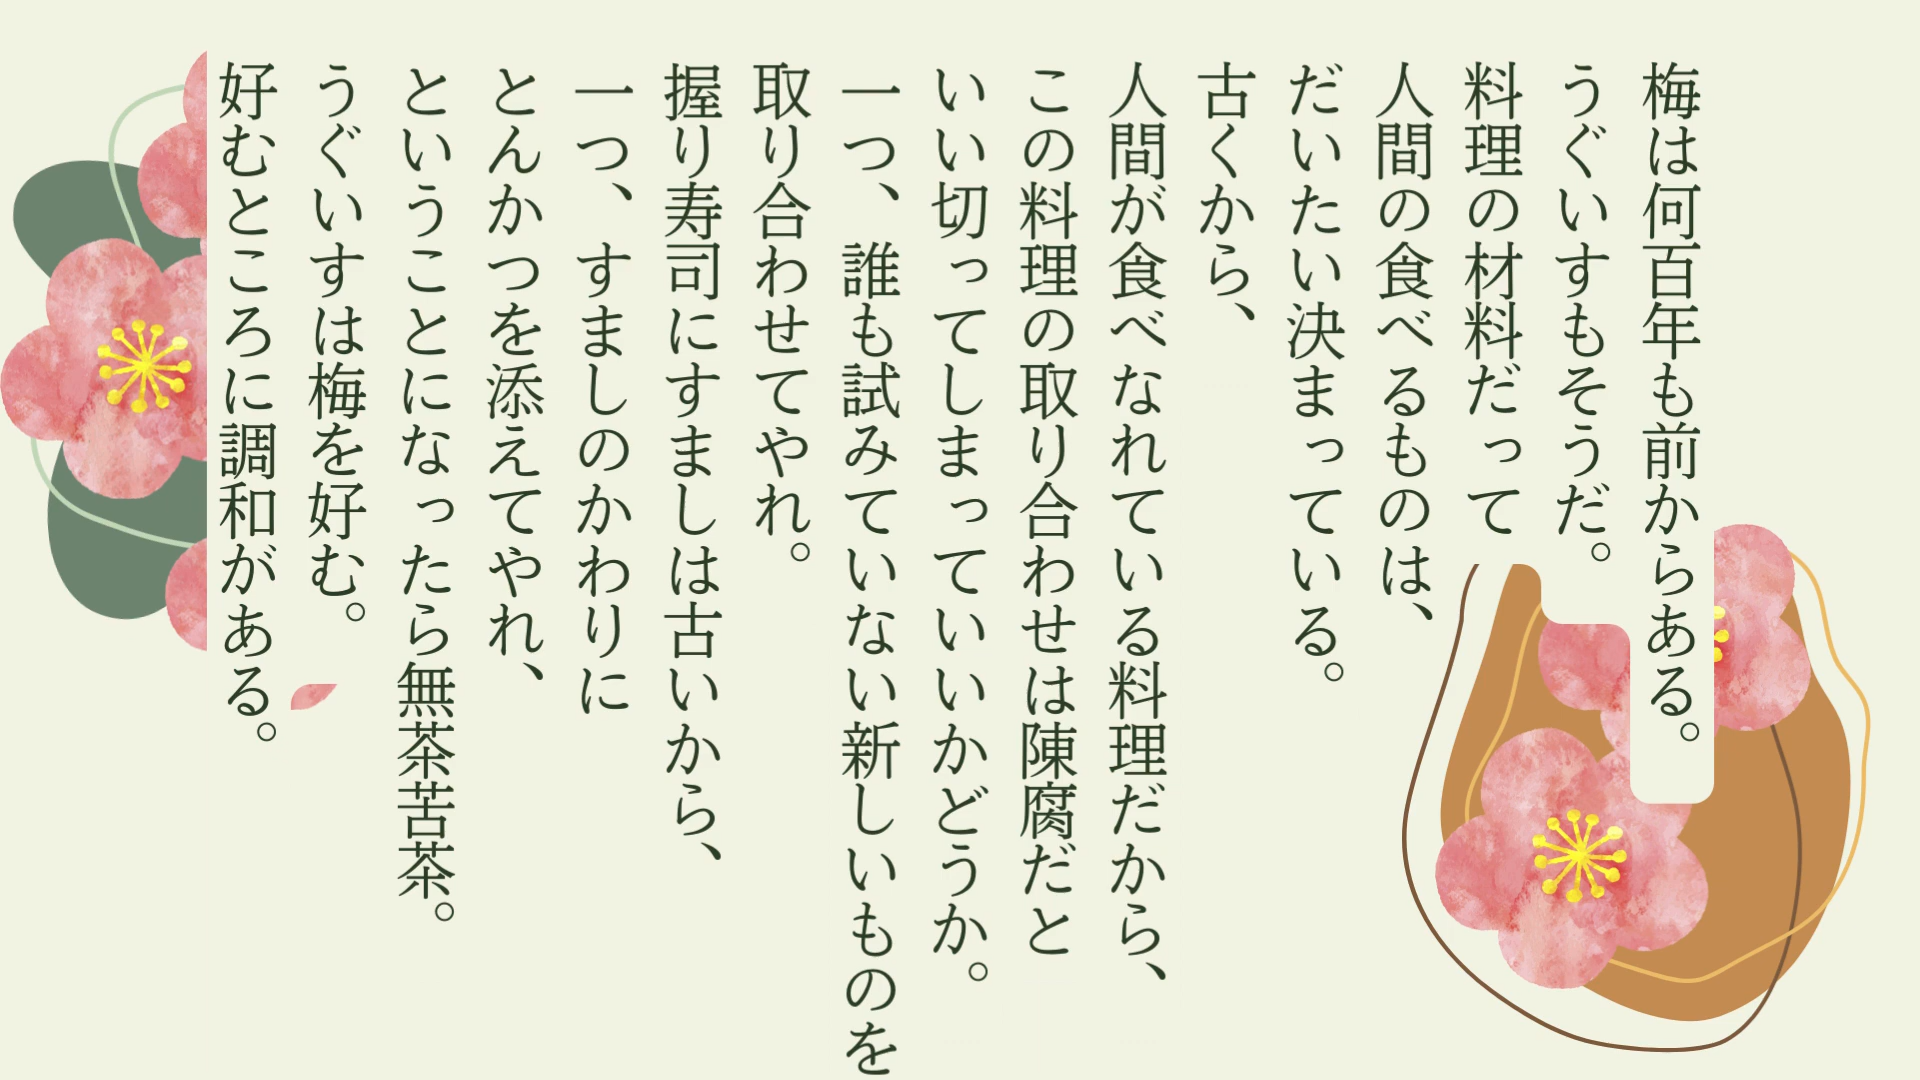 梅は何百年も前からある。
うぐいすもそうだ。
料理の材料だって
人間の食べるものは、
だいたい決まっている。
古くから、
人間が食べなれている料理だから、
この料理の取り合わせは陳腐だと
いい切ってしまっていいかどうか。
一つ、誰も試みていない新しいものを
取り合わせてやれ。
握り寿司にすましは古いから、
一つ、すましのかわりに
とんかつを添えてやれ、
ということになったら無茶苦茶。
うぐいすは梅を好む。
好むところに調和がある。